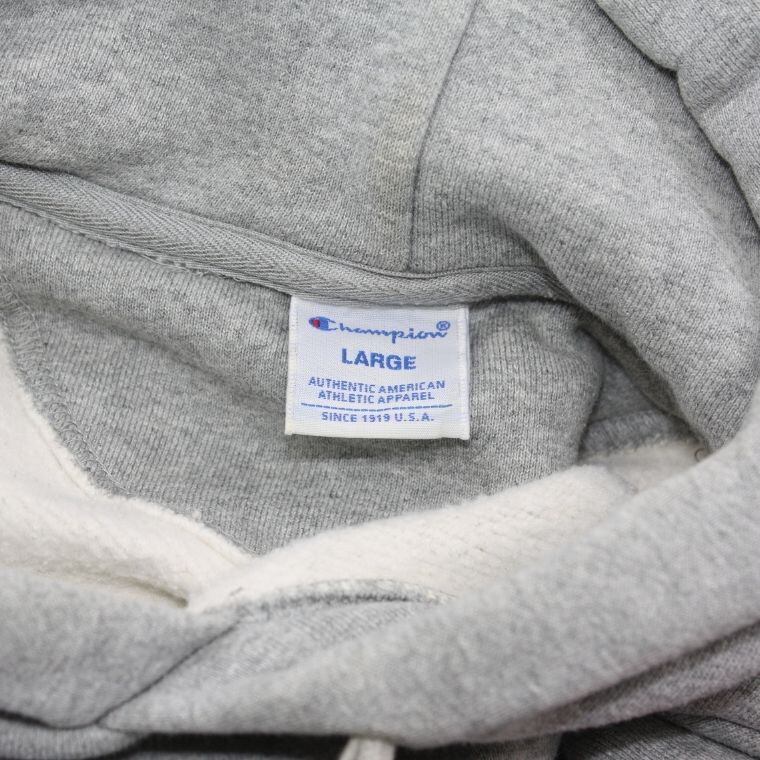 Champion®
LARGE
AUTHENTIC AMERICAN
ATHLETIC APPAREL
SINCE 1919 U.S.A.